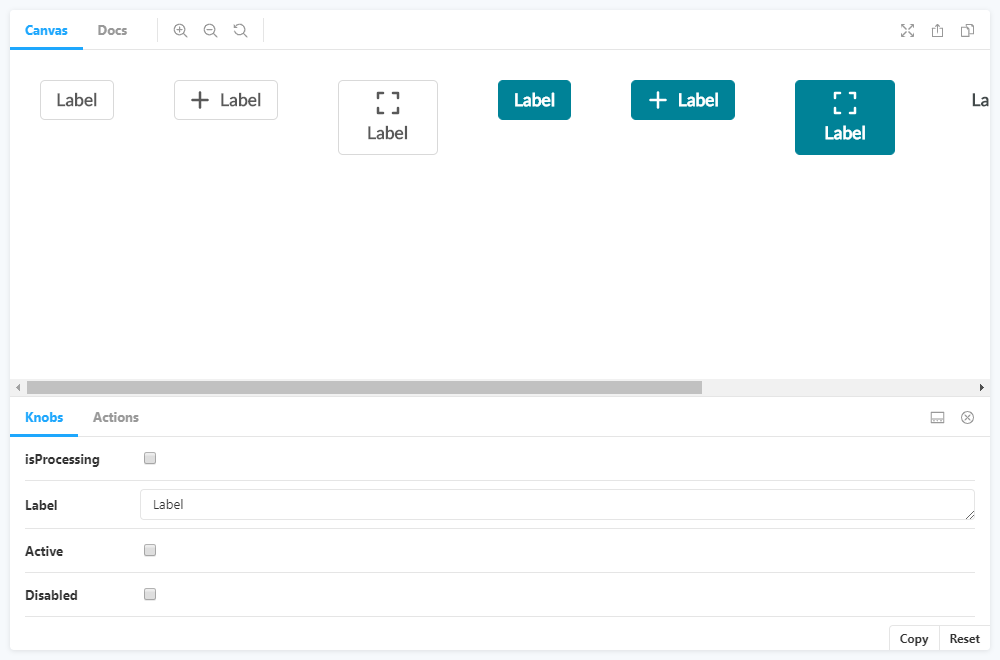 Canvas Docs
Label Label Label Label Label Label La
Knobs Actions
isProcessing
Label Label
Active
Disabled
Copy Reset